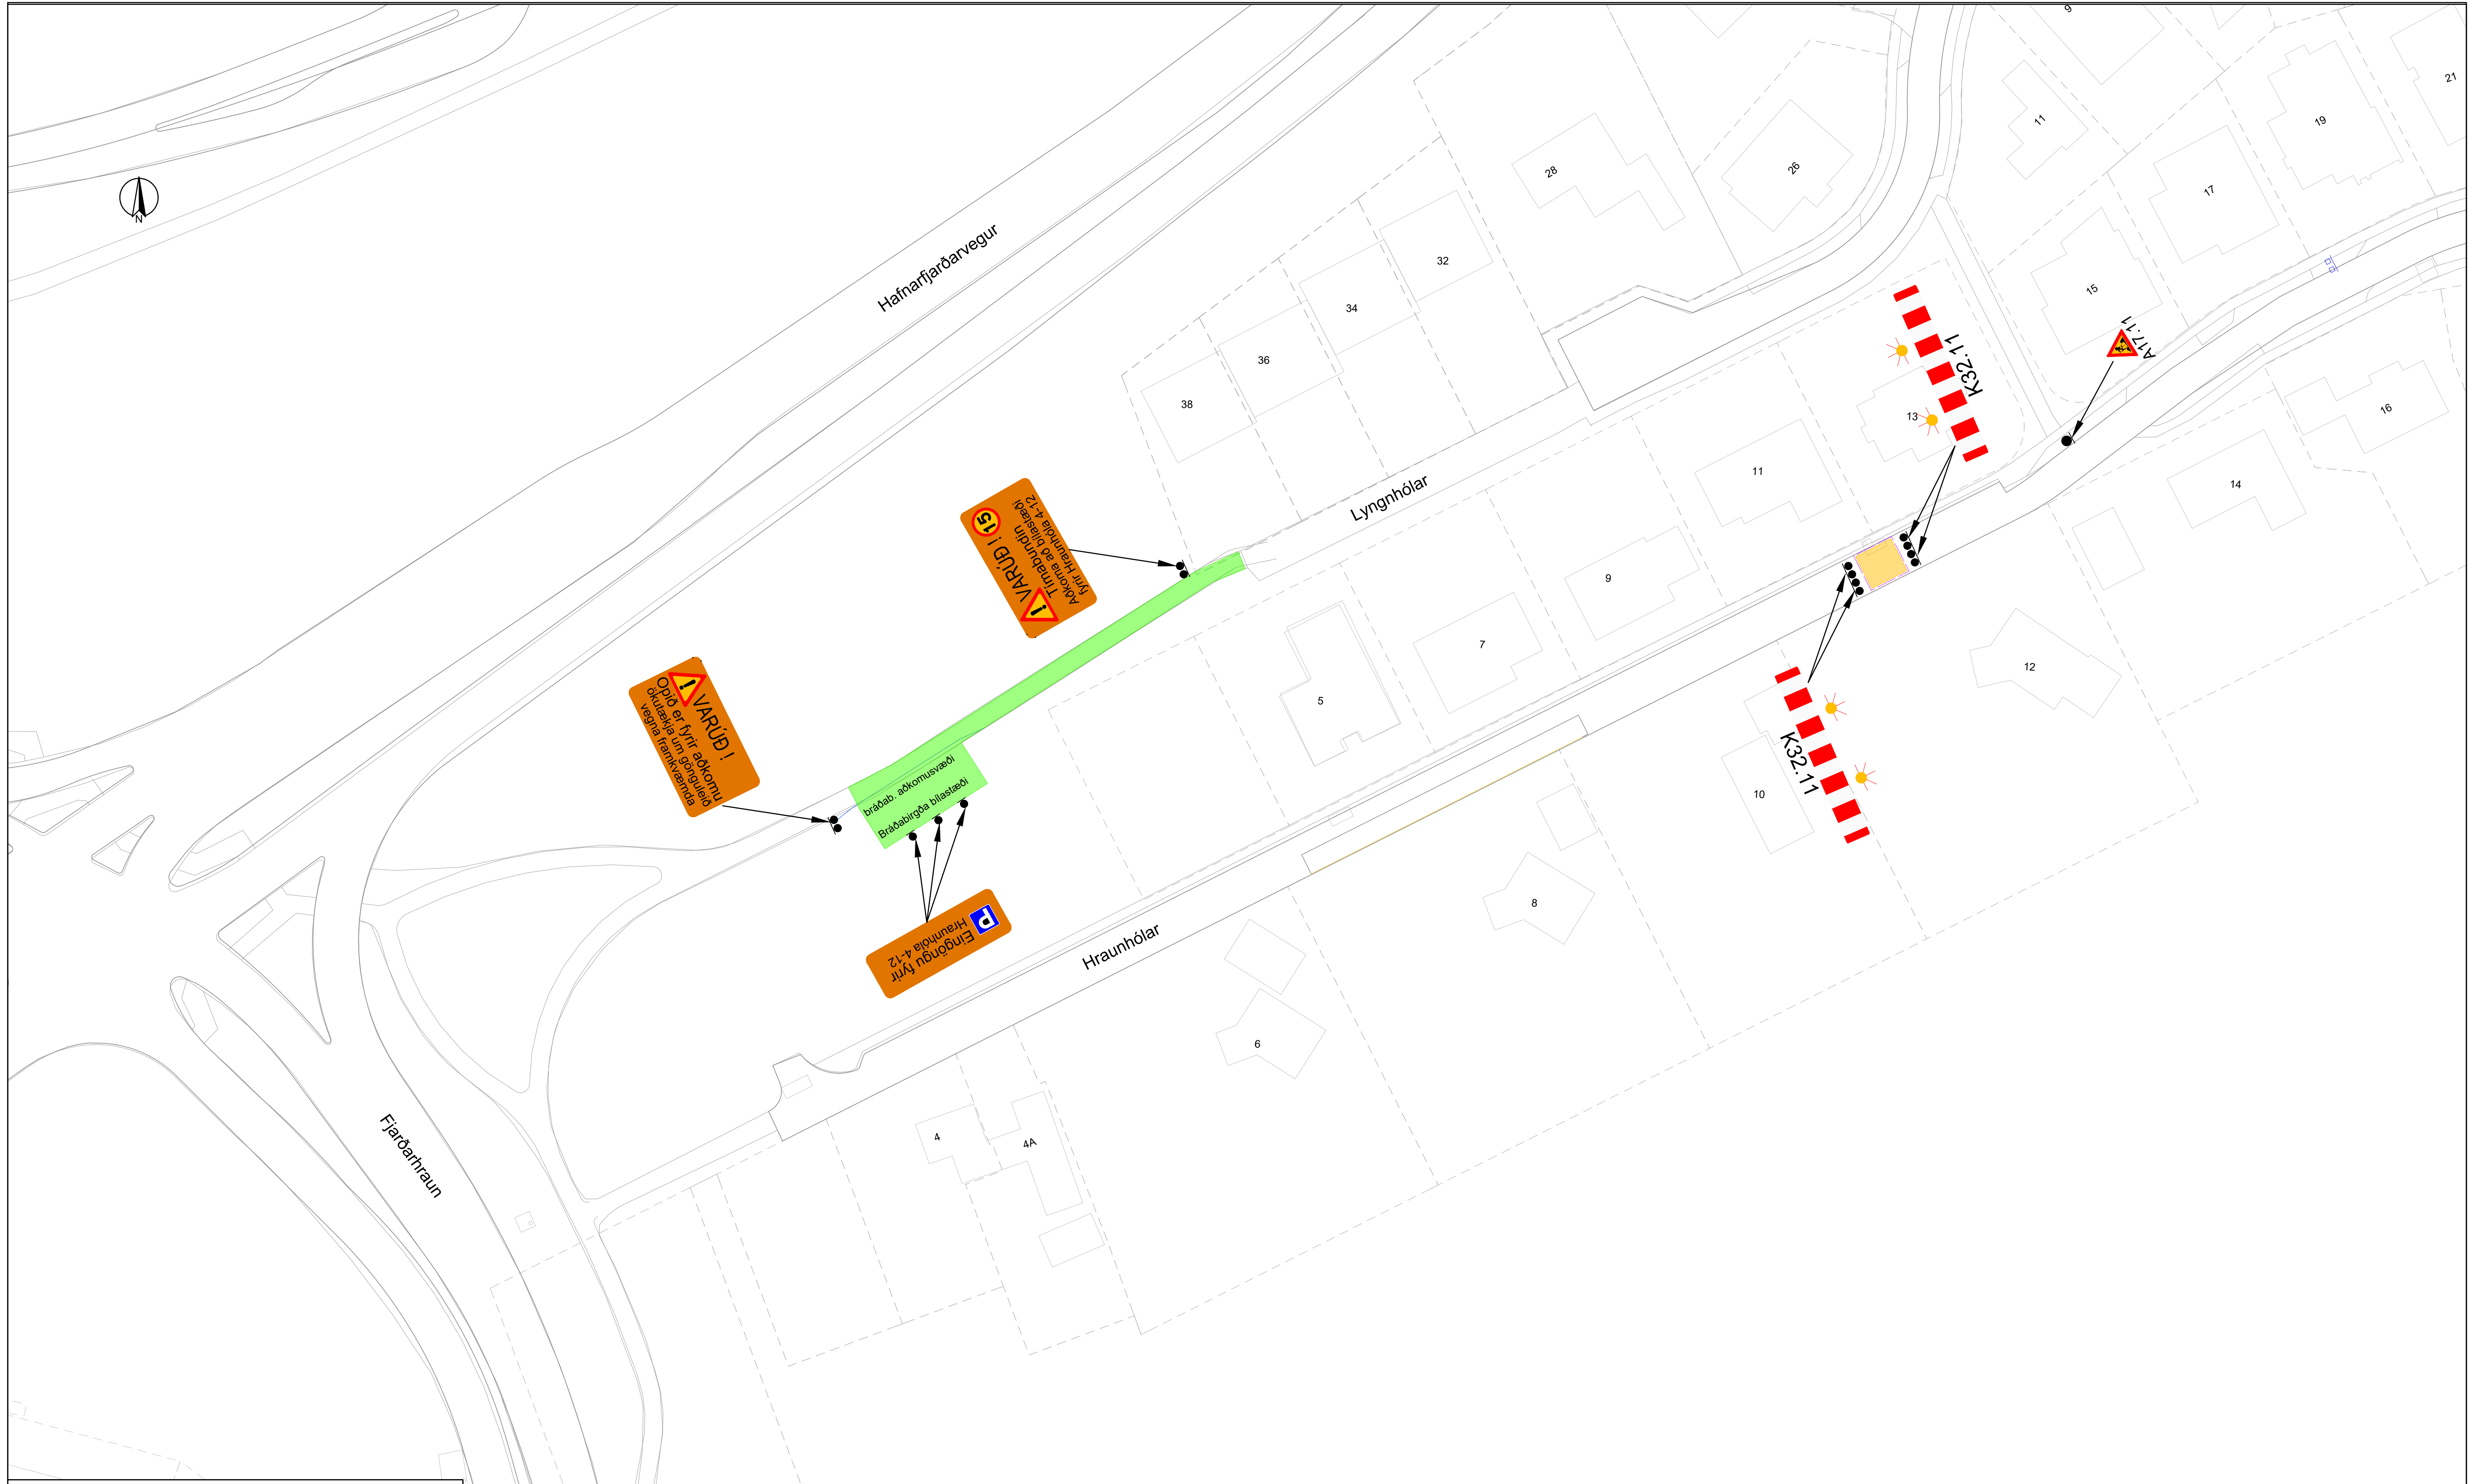 9
21
19
11
N
17
26
28
Hafnarfjarðarvegur
32
15
34
A17.11
36
K32.11
38
16
13
11
14
Lyngnhólar
15
VARÚÐ !
Tímabundin
Aðkoma að bílastæði
fyrir Hraunhóla 4-12
9
7
12
5
VARÚÐ !
Opið er fyrir aðkomu
ökutækja um gönguleið
vegna framkvæmda
bráðab. aðkomusvæði
Bráðabirgða bílastæði
K32.11
10
8
P
Eingöngu fyrir
Hraunhóla 4-12
Hraunhólar
6
4
4A
Fjarðarhraun